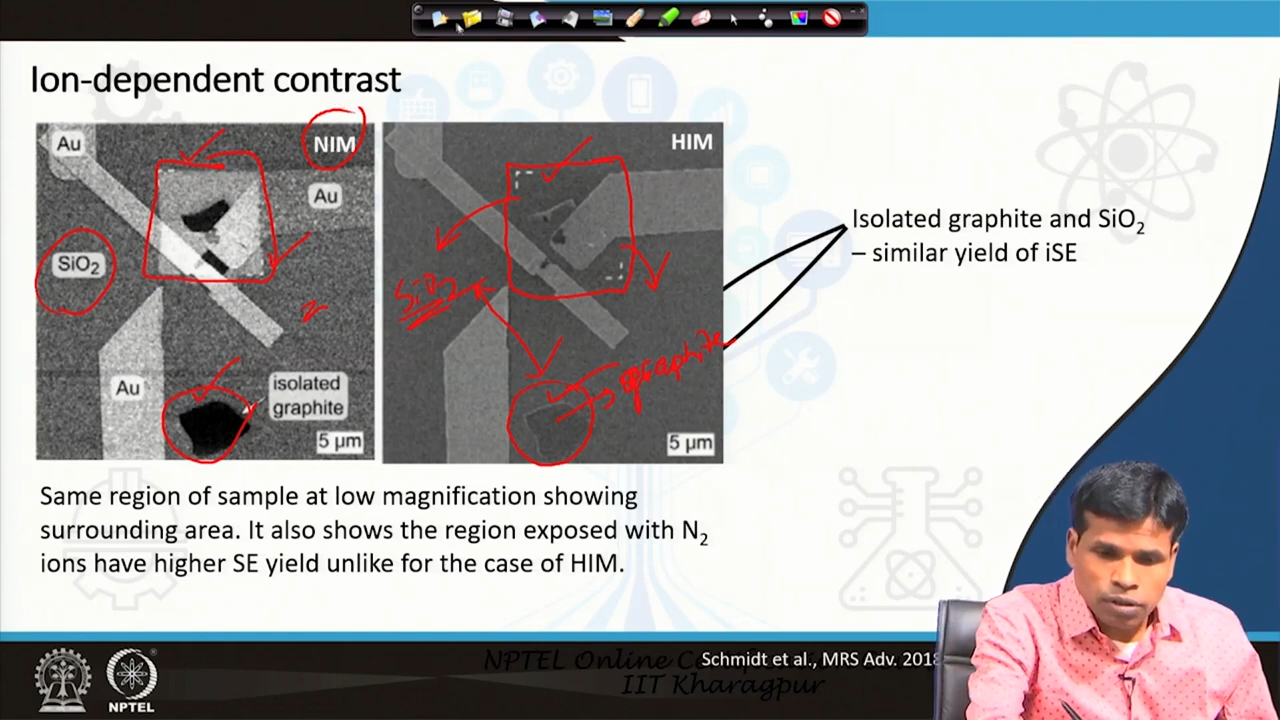 Ion-dependent contrast
Au
NIM
HIM
Au
SiO2
SiO2
Isolated graphite and SiO₂
– similar yield of iSE
graphite
Au
isolated
graphite
5 μm
5 μm
Same region of sample at low magnification showing
surrounding area. It also shows the region exposed with N₂
ions have higher SE yield unlike for the case of HIM.
NPTEL Online Ce
IIT Kharagpur
Schmidt et al., MRS Adv. 2018
NPTEL